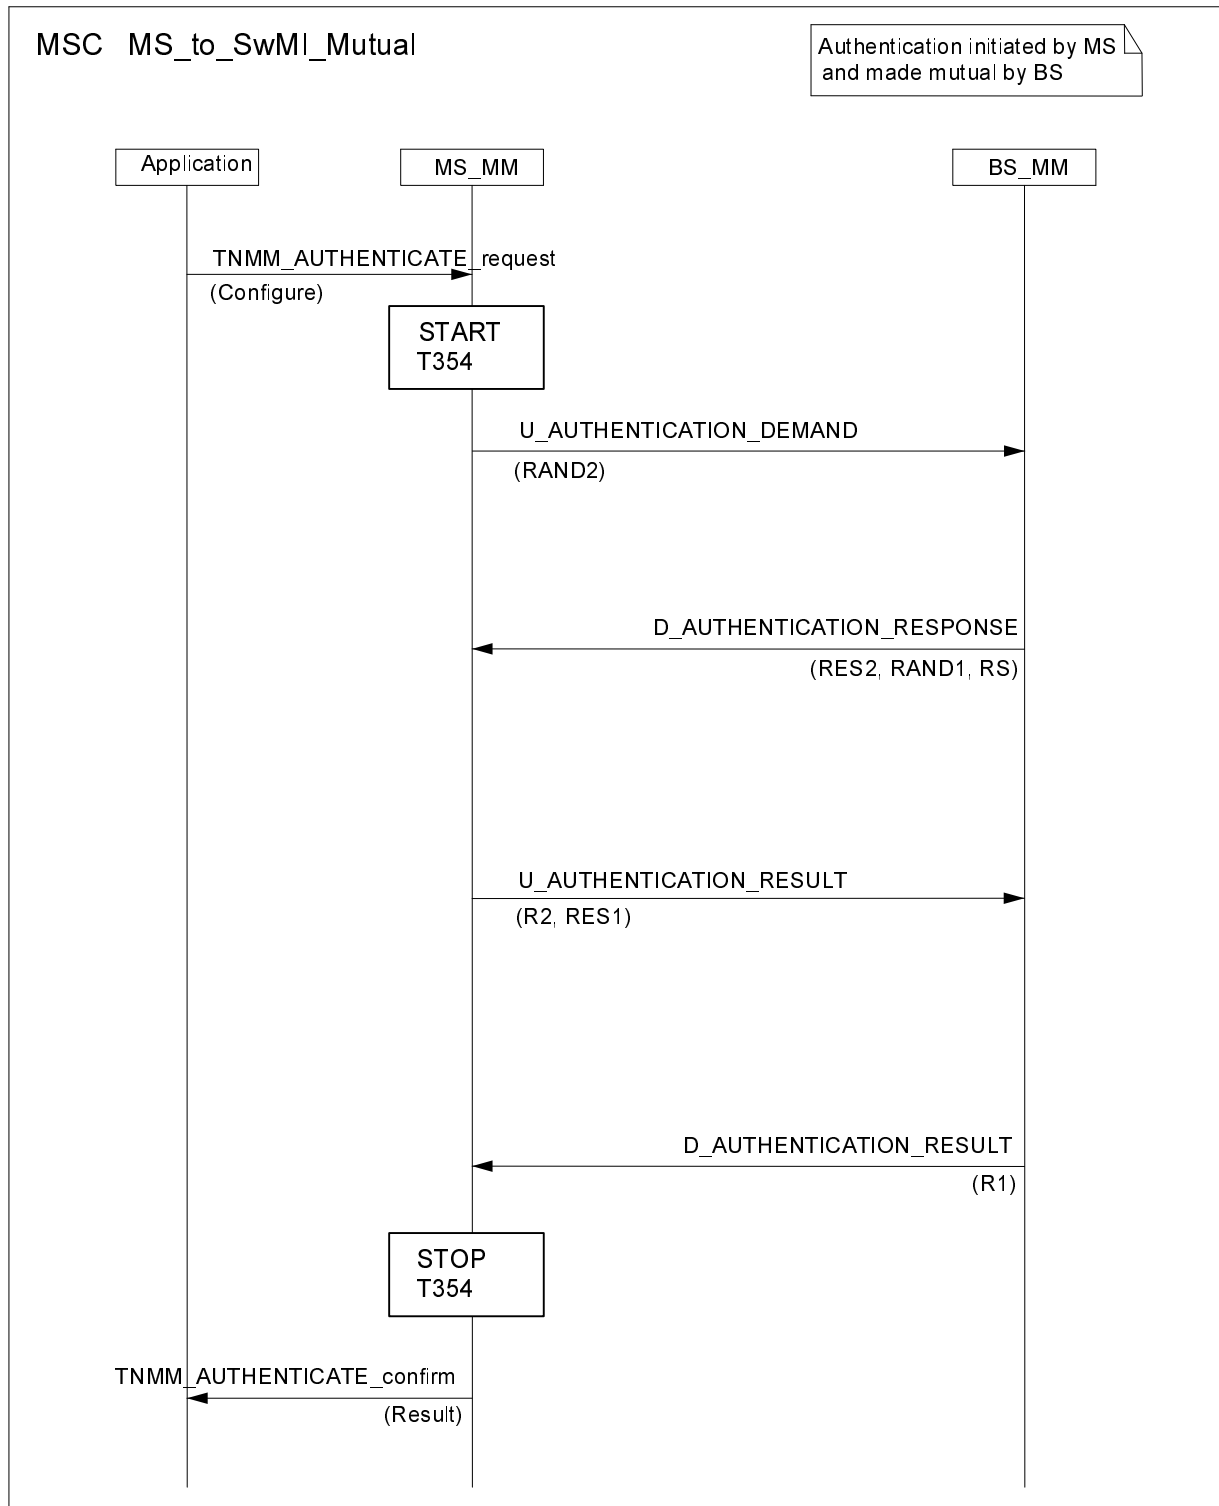 MSC MS_to_SwMI_Mutual
Authentication initiated by MS
and made mutual by BS
Application
MS_MM
BS_MM
TNMM_AUTHENTICATE_request
(Configure)
START
T354
U_AUTHENTICATION_DEMAND
(RAND2)
D_AUTHENTICATION_RESPONSE
(RES2, RAND1, RS)
U_AUTHENTICATION_RESULT
(R2, RES1)
D_AUTHENTICATION_RESULT
(R1)
STOP
T354
TNMM_AUTHENTICATE_confirm
(Result)